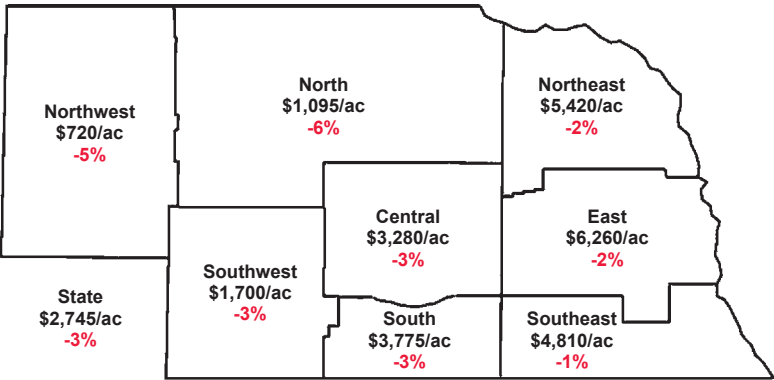 North
$1,095/ac
-6%
Northeast
$5,420/ac
-2%
Northwest
$720/ac
-5%
Central
$3,280/ac
-3%
East
$6,260/ac
-2%
Southwest
$1,700/ac
-3%
State
$2,745/ac
-3%
South
$3,775/ac
-3%
Southeast
$4,810/ac
-1%